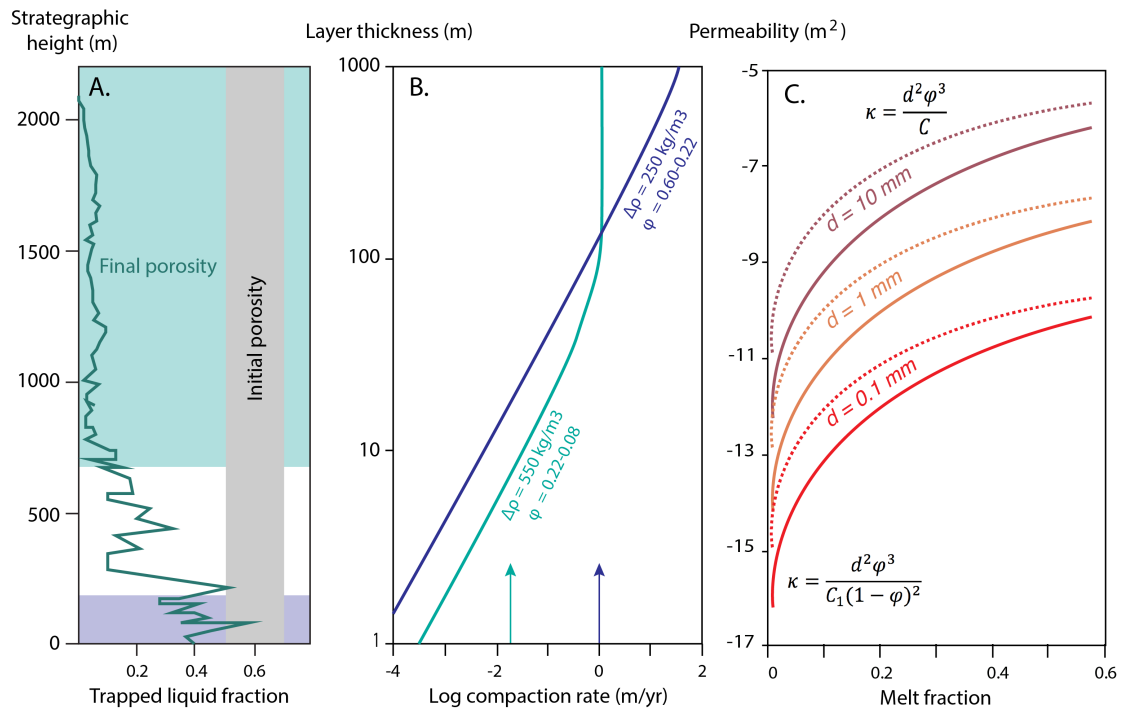 Strategraphic
height (m)
A.
2000
1500
1000
500
0
Final porosity
Initial porosity
0.2
0.4
0.6
Trapped liquid fraction
Layer thickness (m)
B.
1000
100
10
1
Δρ = 250 kg/m3
φ = 0.60-0.22
Δρ = 550 kg/m3
φ = 0.22-0.08
-4
-2
0
2
Log compaction rate (m/yr)
Permeability (m²)
C.
-5
-7
-9
-11
-13
-15
-17
κ = d²φ³ / C
d = 10 mm
d = 1 mm
d = 0.1 mm
κ = d²φ³ / C₁(1 − φ)²
0
0.2
0.4
0.6
Melt fraction